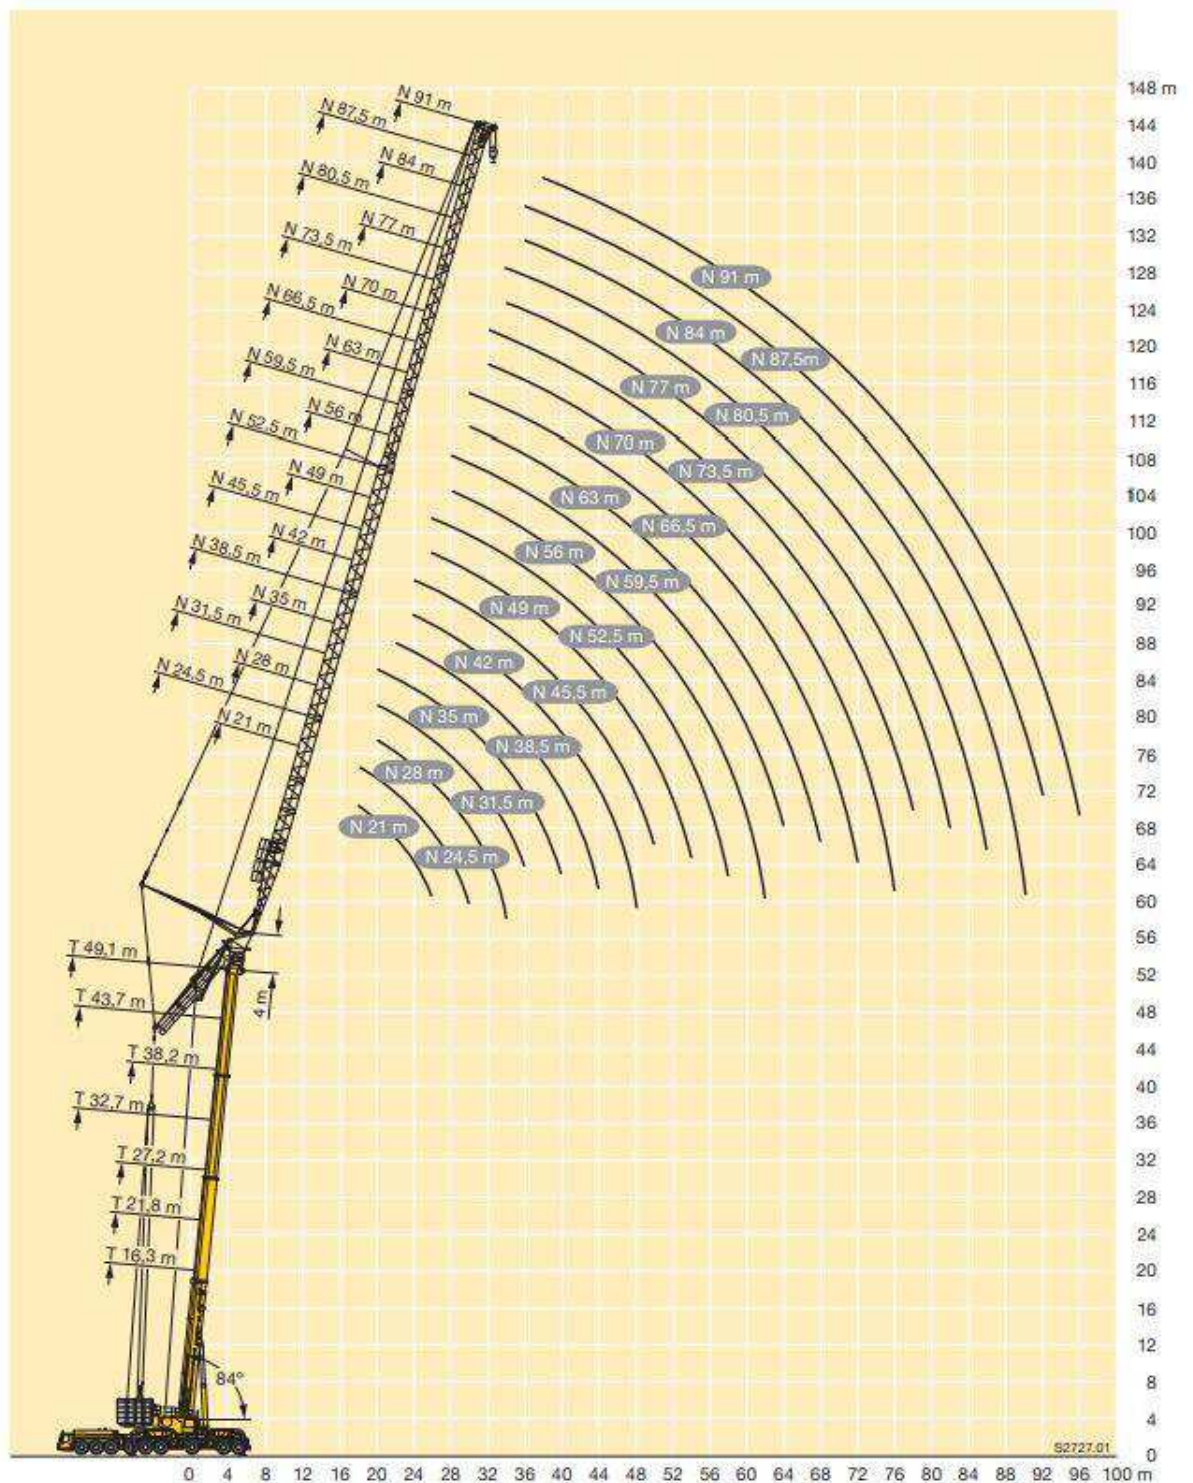 148 m
N 91 m
N 87,5 m
144
140
N 84 m
N 80,5 m
136
N 77 m
132
N 73,5 m
N 91 m
128
N 70 m
N 66,5 m
124
N 84 m
N 63 m
N 87,5m
120
N 59,5 m
N 77 m
116
N 56 m
N 80,5 m
112
N 52,5 m
N 70 m
108
N 49 m
N 73,5 m
N 45,5 m
N 63 m
104
N 42 m
N 66,5 m
100
N 38,5 m
N 56 m
96
N 59,5 m
N 35 m
N 31,5 m
N 49 m
92
N 52,5 m
88
N 28 m
N 42 m
N 24,5 m
84
N 45,5 m
N 21 m
N 35 m
80
N 38,5 m
76
N 28 m
72
N 31,5 m
N 21 m
68
N 24,5 m
64
60
56
T 49,1 m
52
T 43,7 m
4 m
48
T 38,2 m
44
40
T 32,7 m
36
T 27,2 m
32
T 21,8 m
28
24
T 16,3 m
20
16
12
84°
8
4
S2727.01
0
0 4 8 12 16 20 24 28 32 36 40 44 48 52 56 60 64 68 72 76 80 84 88 92 96 100 m